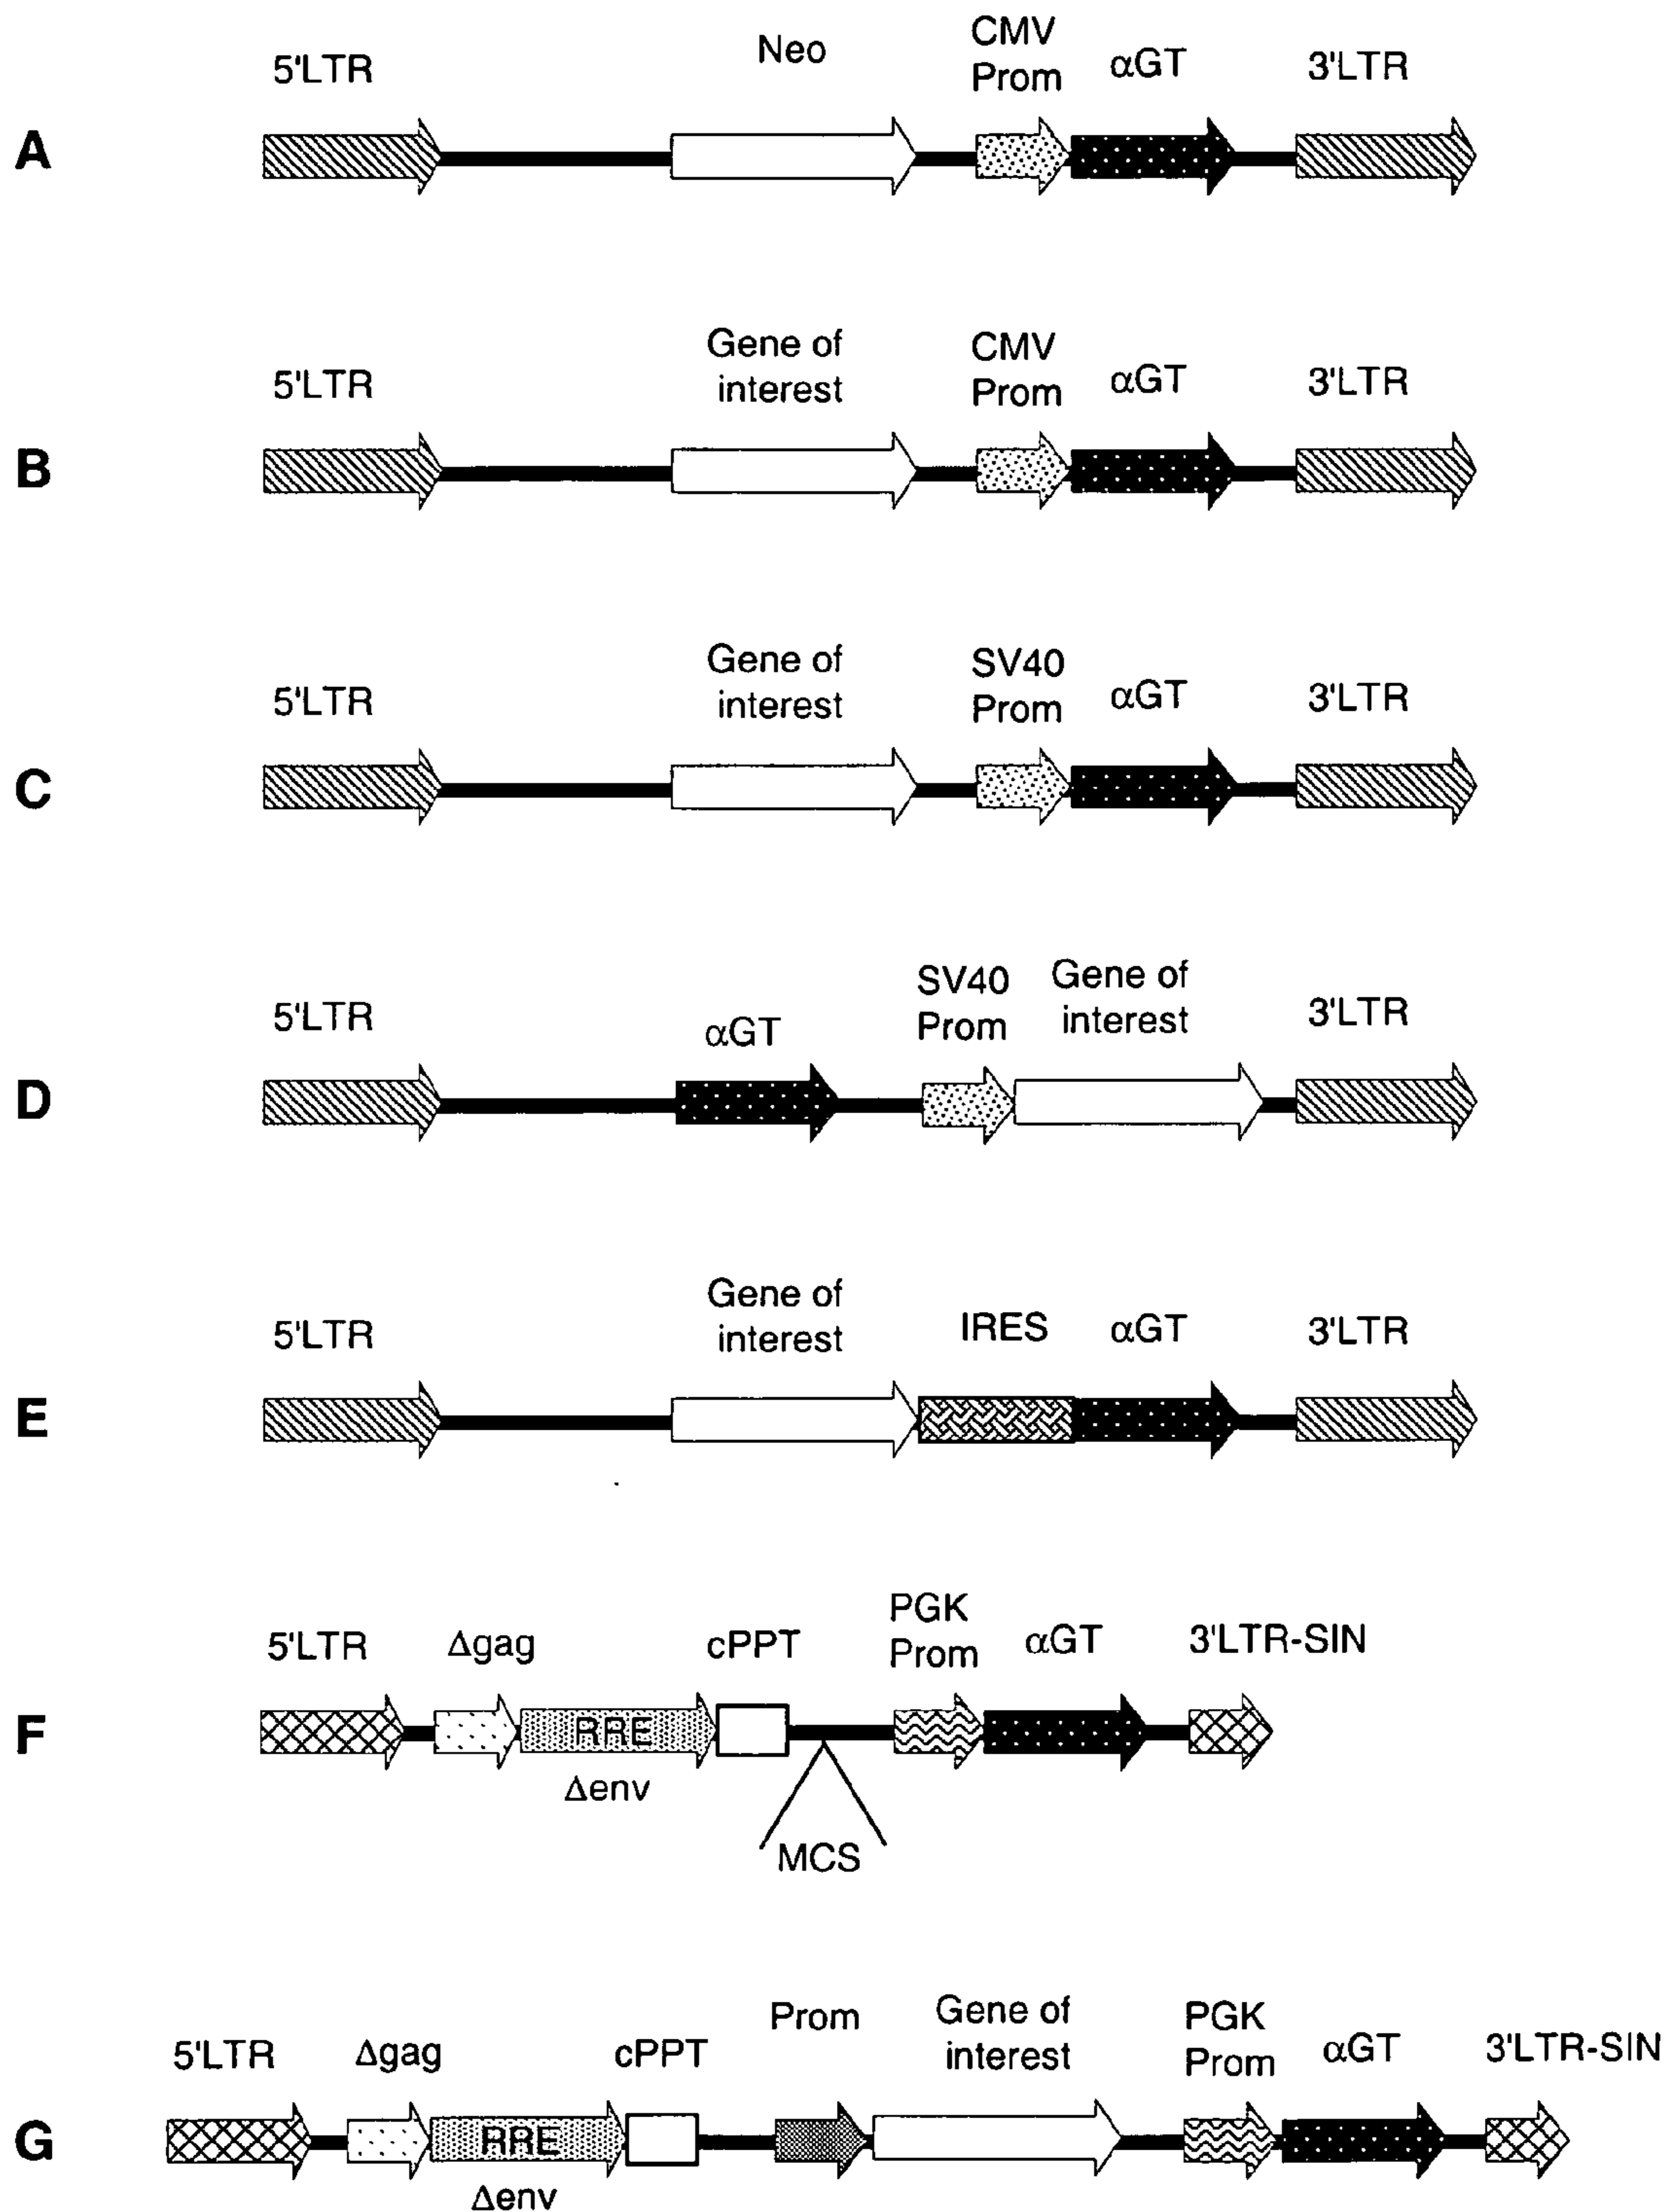 A
5'LTR
Neo
CMV
Prom
αGT
3'LTR
B
5'LTR
Gene of
interest
CMV
Prom
αGT
3'LTR
C
5'LTR
Gene of
interest
SV40
Prom
αGT
3'LTR
D
5'LTR
αGT
SV40
Prom
Gene of
interest
3'LTR
E
5'LTR
Gene of
interest
IRES
αGT
3'LTR
F
5'LTR
Δgag
RRE
Δenv
cPPT
MCS
PGK
Prom
αGT
3'LTR-SIN
G
5'LTR
Δgag
RRE
Δenv
cPPT
Prom
Gene of
interest
PGK
Prom
αGT
3'LTR-SIN